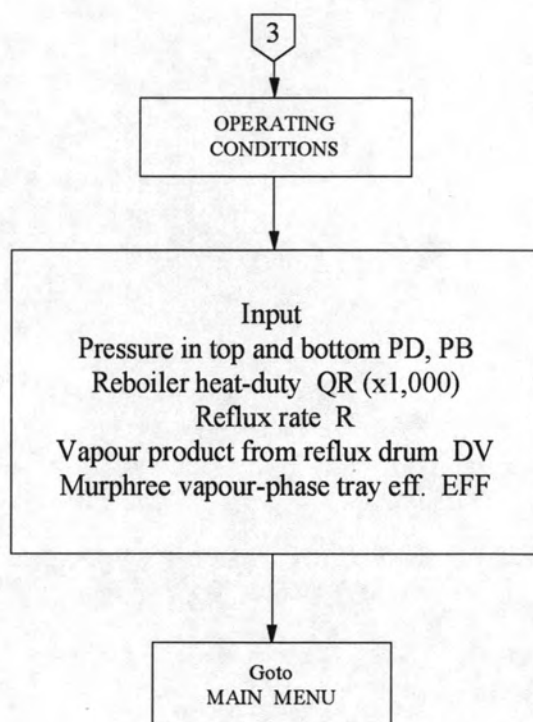 3
OPERATING
CONDITIONS
Input
Pressure in top and bottom PD, PB
Reboiler heat-duty QR (x1,000)
Reflux rate R
Vapour product from reflux drum DV
Murphree vapour-phase tray eff. EFF
Goto
MAIN MENU